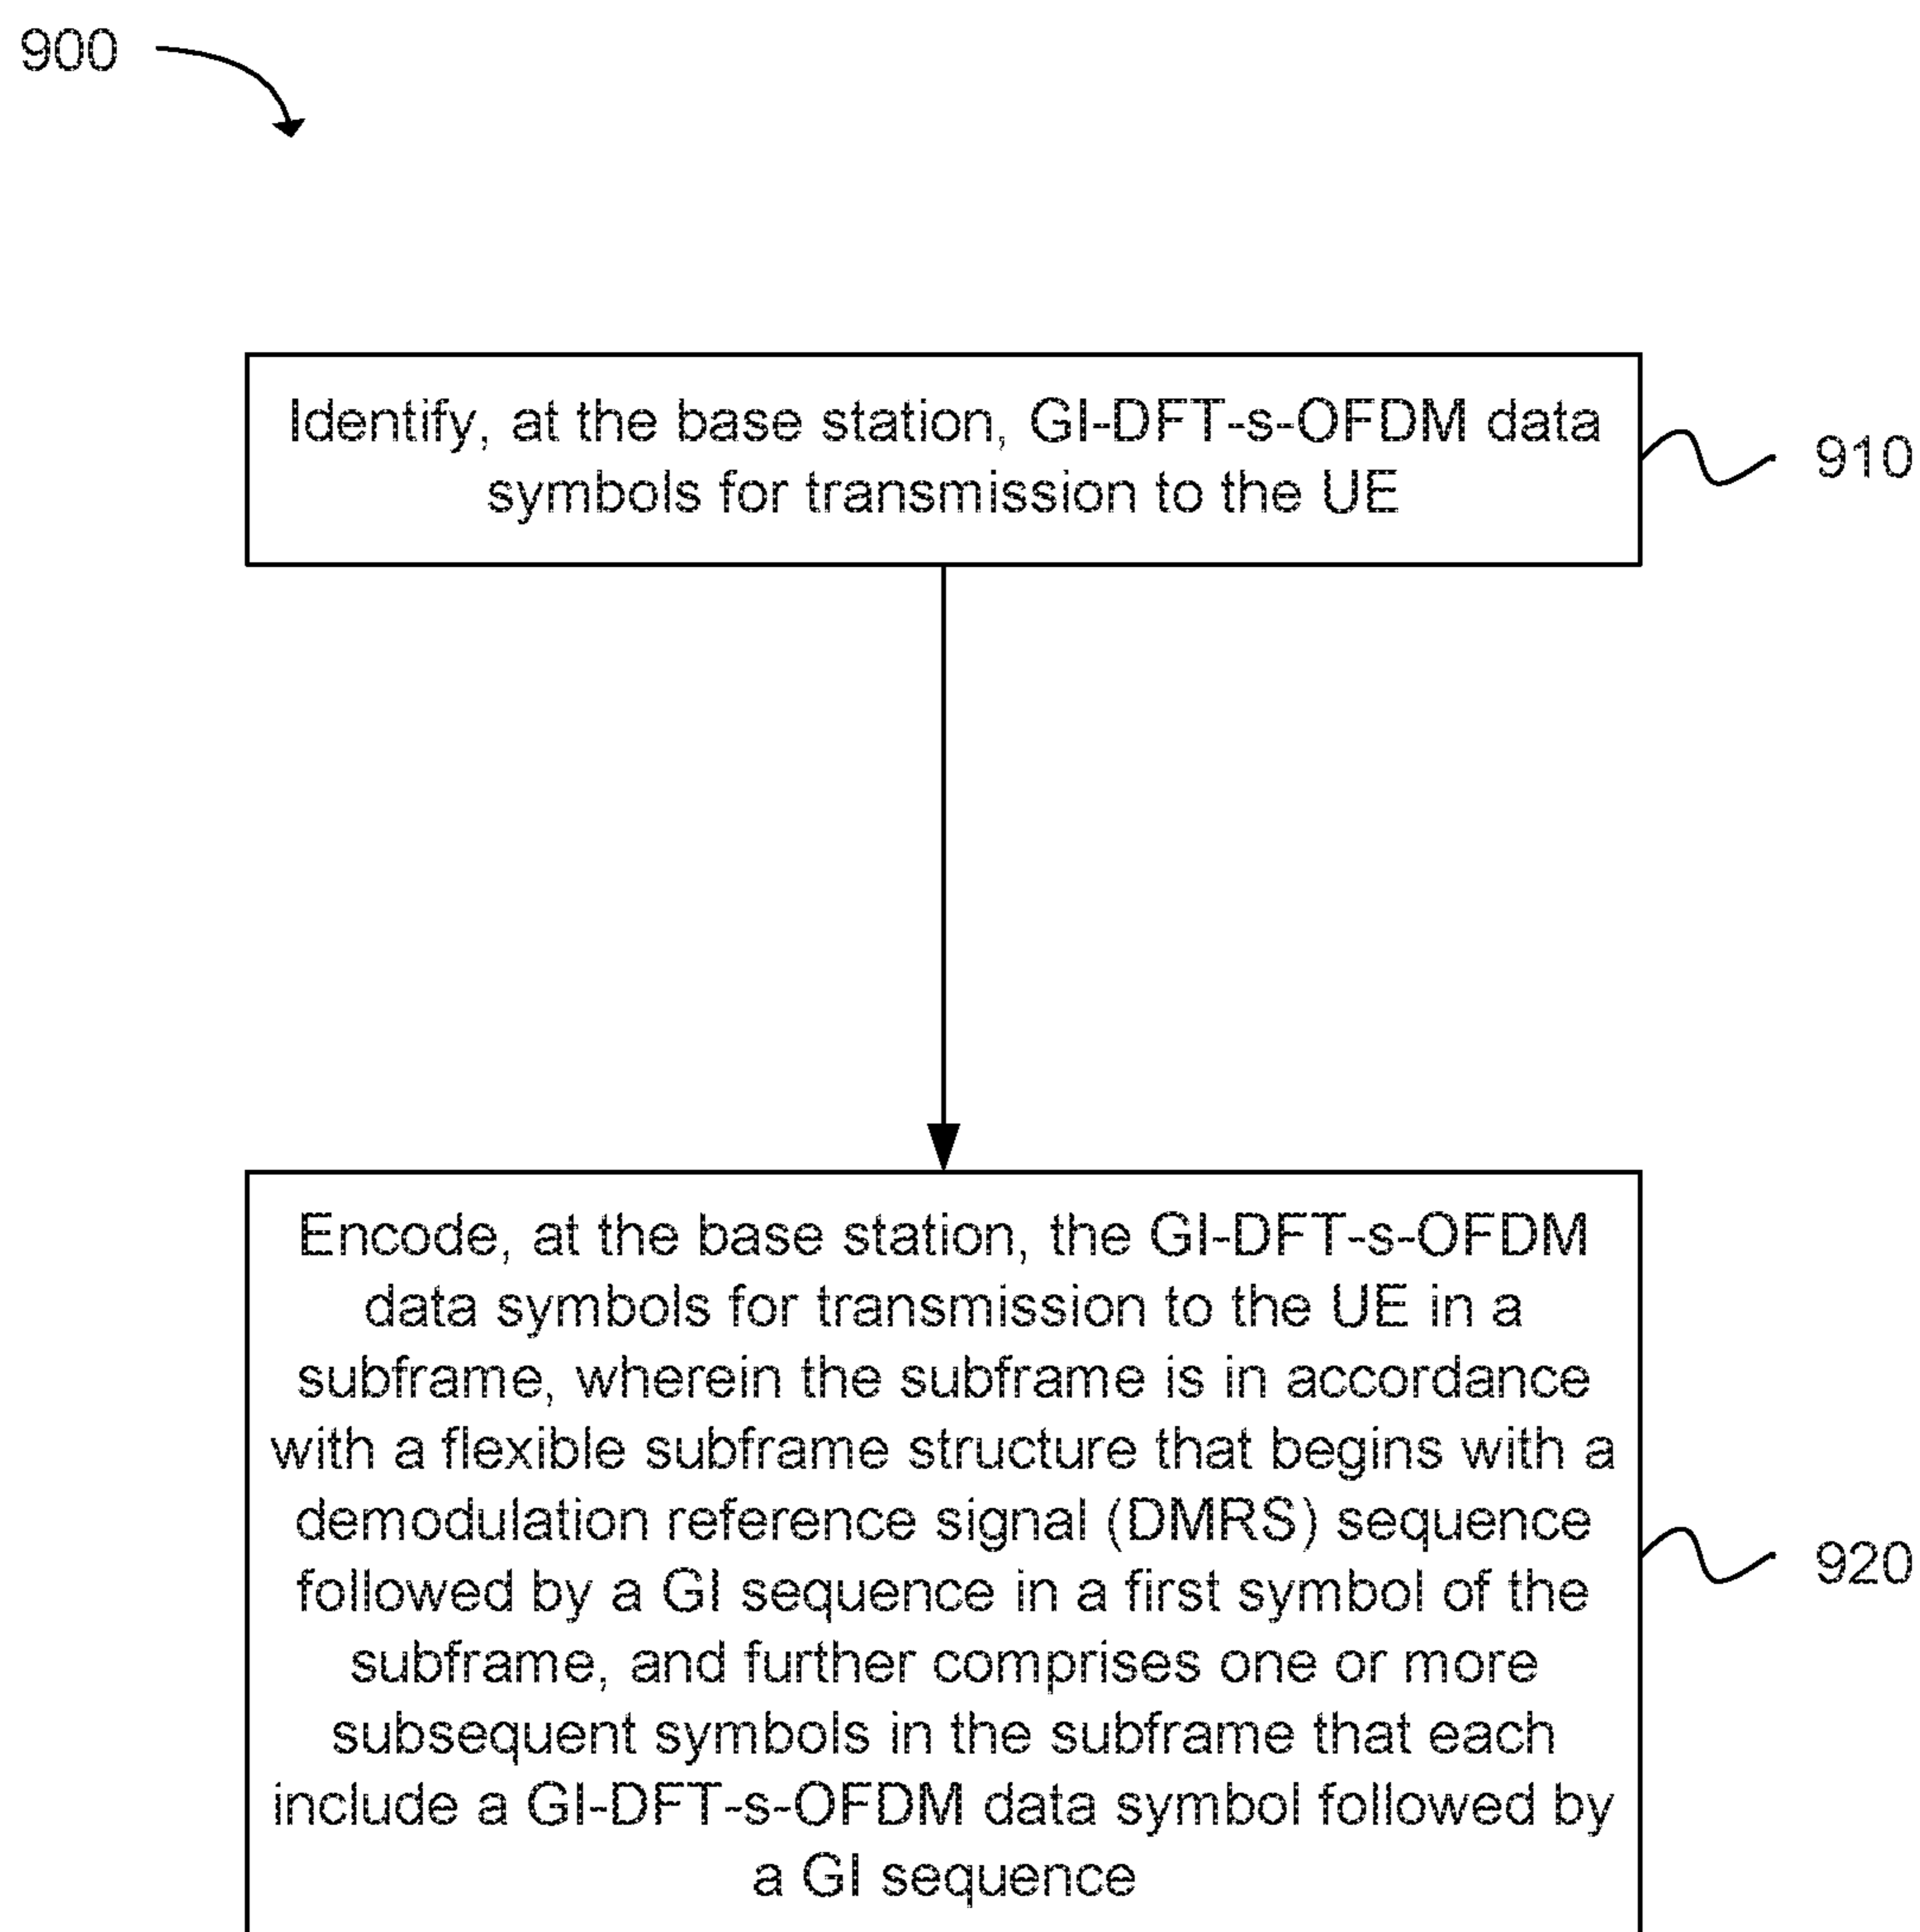 900
Identify, at the base station, GI-DFT-s-OFDM data
symbols for transmission to the UE
910
Encode, at the base station, the GI-DFT-s-OFDM
data symbols for transmission to the UE in a
subframe, wherein the subframe is in accordance
with a flexible subframe structure that begins with a
demodulation reference signal (DMRS) sequence
followed by a GI sequence in a first symbol of the
subframe, and further comprises one or more
subsequent symbols in the subframe that each
include a GI-DFT-s-OFDM data symbol followed by
a GI sequence
920